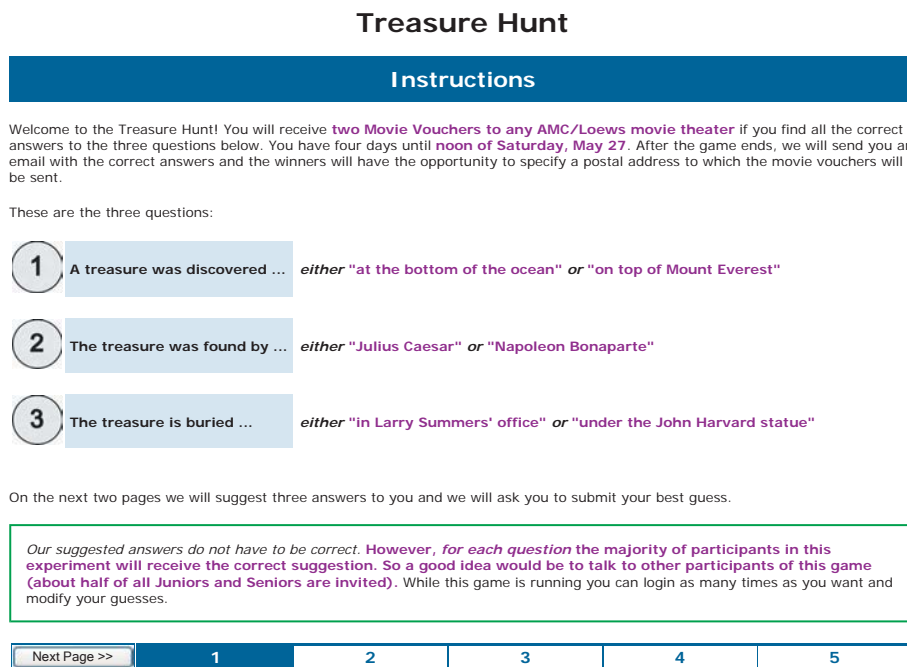 Treasure Hunt
Instructions
Welcome to the Treasure Hunt! You will receive two Movie Vouchers to any AMC/Loews movie theater if you find all the correct
answers to the three questions below. You have four days until noon of Saturday, May 27. After the game ends, we will send you an
email with the correct answers and the winners will have the opportunity to specify a postal address to which the movie vouchers will
be sent.
These are the three questions:
1 A treasure was discovered ... either "at the bottom of the ocean" or "on top of Mount Everest"
2 The treasure was found by ... either "Julius Caesar" or "Napoleon Bonaparte"
3 The treasure is buried ... either "in Larry Summers' office" or "under the John Harvard statue"
On the next two pages we will suggest three answers to you and we will ask you to submit your best guess.
Our suggested answers do not have to be correct. However, for each question the majority of participants in this
experiment will receive the correct suggestion. So a good idea would be to talk to other participants of this game
(about half of all Juniors and Seniors are invited). While this game is running you can login as many times as you want and
modify your guesses.
Next Page >> 1 2 3 4 5